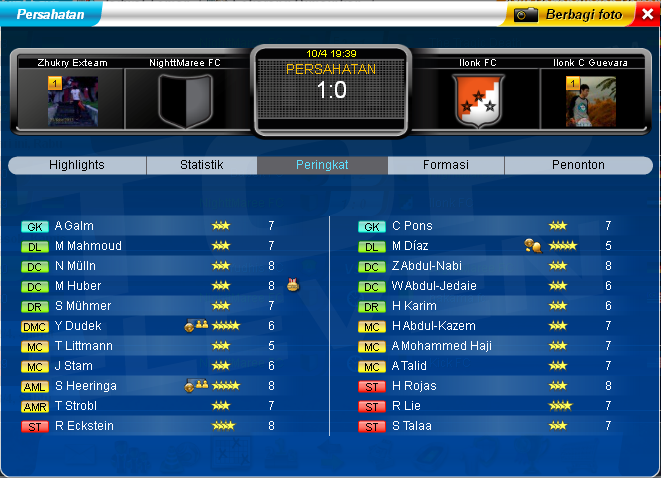 Persahatan
Berbagi foto
Zhukry Exteam
NighttMaree FC
10/4 19:39
PERSAHATAN
1:0
Ilonk FC
Ilonk C Guevara
1
1
Highlights
Statistik
Peringkat
Formasi
Penonton
GK A Galm 7
DL M Mahmoud 7
DC N Mülln 8
DC M Huber 8
DR S Mühmer 7
DMC Y Dudek 6
MC T Littmann 5
MC J Stam 6
AML S Heeringa 8
AMR T Strobl 7
ST R Eckstein 8
GK C Pons 7
DL M Díaz 5
DC Z Abdul-Nabi 8
DC W Abdul-Jedaie 6
DR H Karim 6
MC H Abdul-Kazem 7
MC A Mohammed Haji 7
MC A Talid 7
ST H Rojas 8
ST R Lie 7
ST S Talaa 7